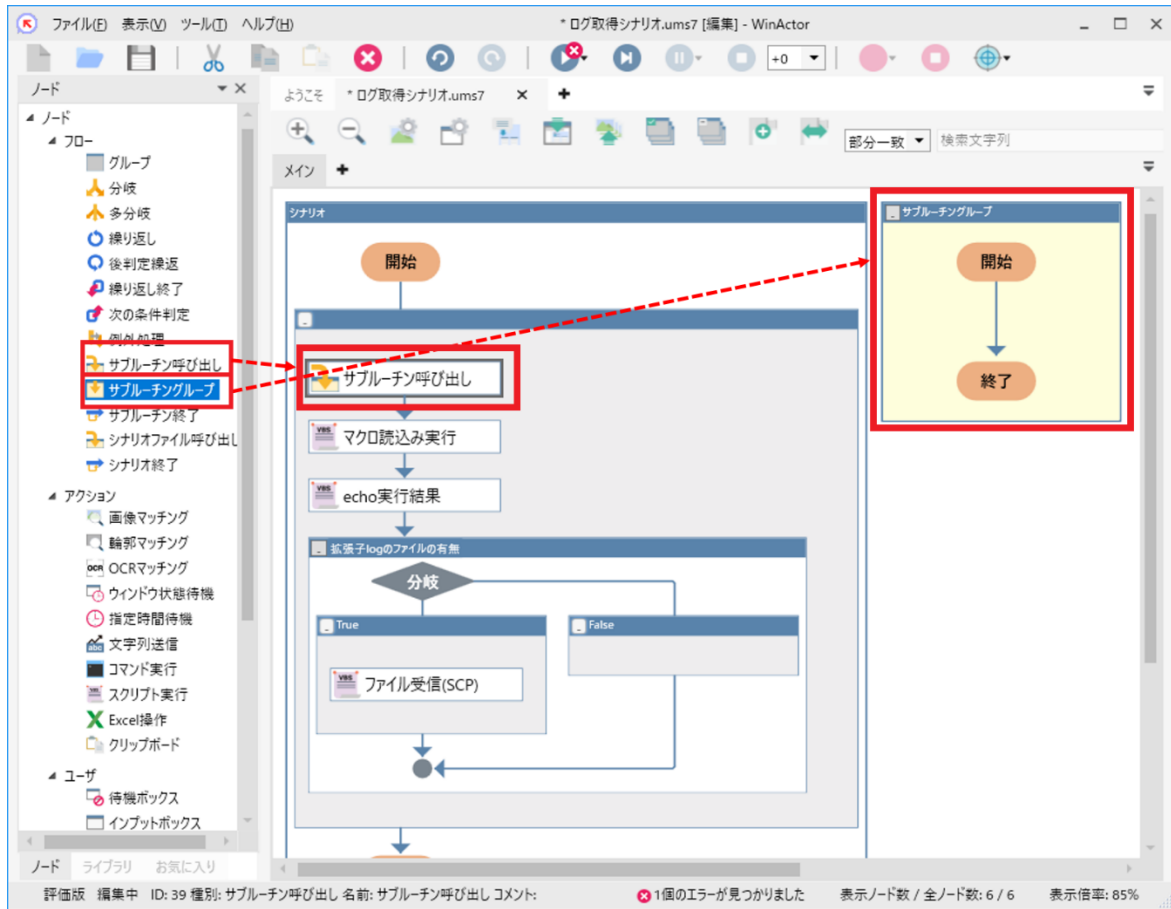 ファイル(F) 表示(V) ツール(T) ヘルプ(H)
* ログ取得シナリオ.ums7 [編集] - WinActor
+0
ノード
ようこそ
* ログ取得シナリオ.ums7
部分一致
検索文字列
メイン
ノード
フロー
グループ
分岐
多分岐
繰り返し
後判定繰返
繰り返し終了
次の条件判定
例外処理
サブルーチン呼び出し
サブルーチングループ
サブルーチン終了
シナリオファイル呼び出し
シナリオ終了
アクション
画像マッチング
輪郭マッチング
OCR OCRマッチング
ウィンドウ状態待機
指定時間待機
abc 文字列送信
コマンド実行
スクリプト実行
Excel操作
クリップボード
ユーザ
待機ボックス
インプットボックス
ノード ライブラリ お気に入り
シナリオ
開始
サブルーチン呼び出し
VBS マクロ読込み実行
VBS echo実行結果
拡張子logのファイルの有無
分岐
True
False
VBS ファイル受信(SCP)
サブルーチングループ
開始
終了
評価版 編集中 ID: 39 種別: サブルーチン呼び出し 名前: サブルーチン呼び出し コメント:
1個のエラーが見つかりました
表示ノード数 / 全ノード数: 6 / 6
表示倍率: 85%